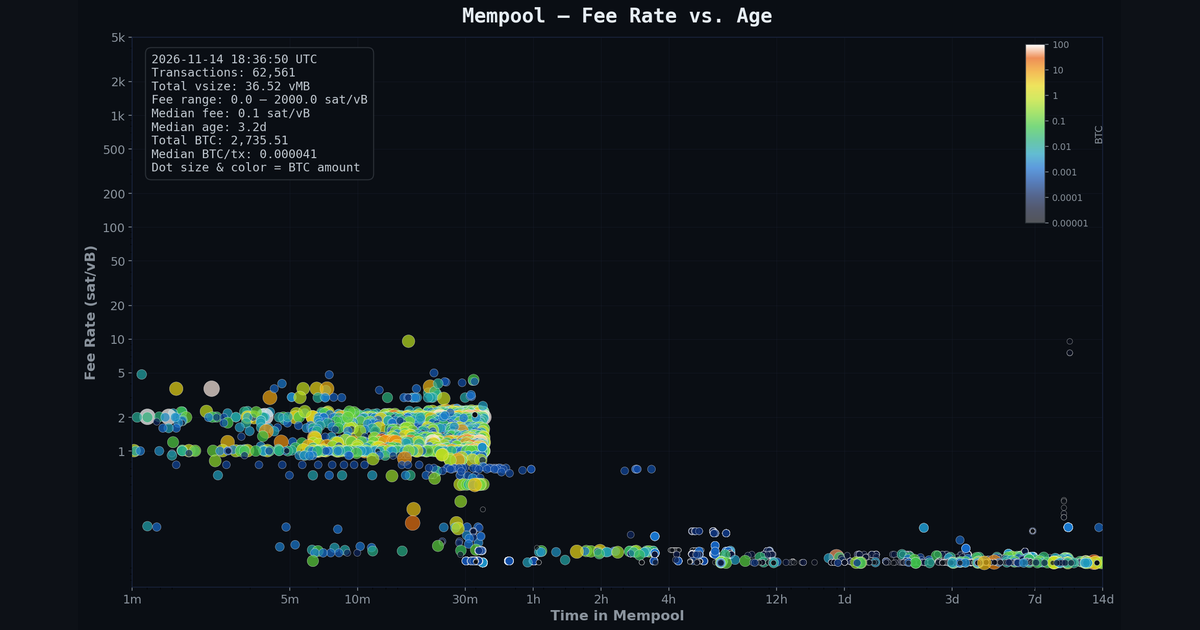 Mempool — Fee Rate vs. Age
2026-11-14 18:36:50 UTC
Transactions: 62,561
Total vsize: 36.52 vMB
Fee range: 0.0 – 2000.0 sat/vB
Median fee: 0.1 sat/vB
Median age: 3.2d
Total BTC: 2,735.51
Median BTC/tx: 0.000041
Dot size & color = BTC amount
100
10
1
0.1
0.01
0.001
0.0001
0.00001
BTC
Fee Rate (sat/vB)
5k
2k
1k
500
200
100
50
20
10
5
2
1
1m 5m 10m 30m 1h 2h 4h 12h 1d 3d 7d 14d
Time in Mempool